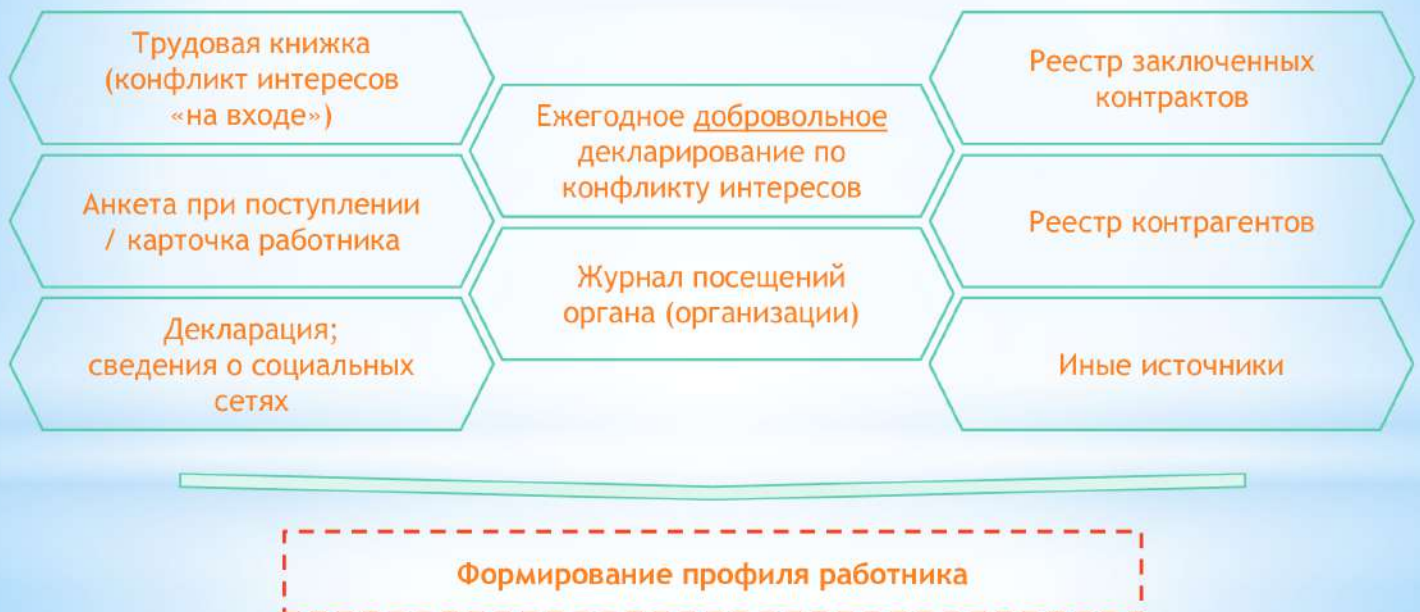 Трудовая книжка
(конфликт интересов
«на входе»)
Анкета при поступлении
/ карточка работника
Декларация;
сведения о социальных
сетях
Ежегодное добровольное
декларирование по
конфликту интересов
Журнал посещений
органа (организации)
Реестр заключенных
контрактов
Реестр контрагентов
Иные источники
Формирование профиля работника